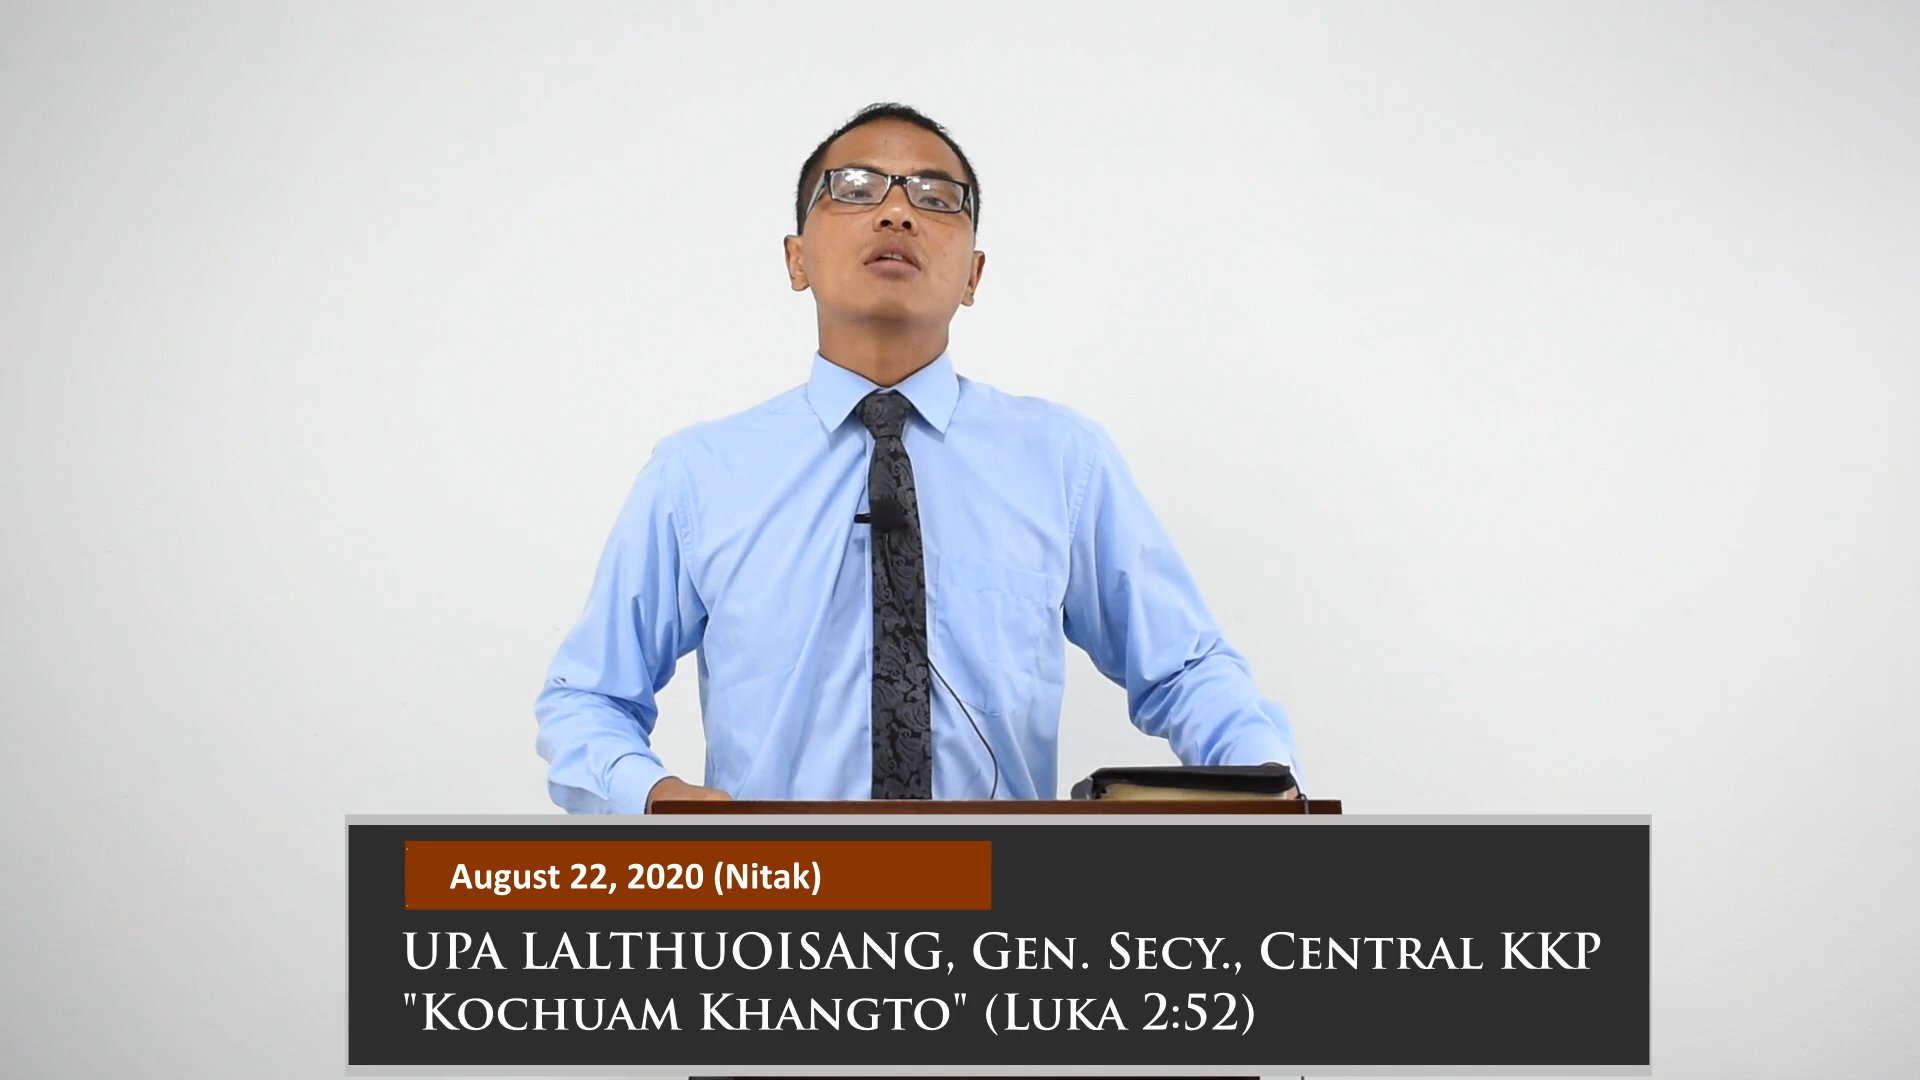 August 22, 2020 (Nitak)
UPA LALTHUOISANG, Gen. Secy., Central KKP
"Kochuam Khangto" (Luka 2:52)